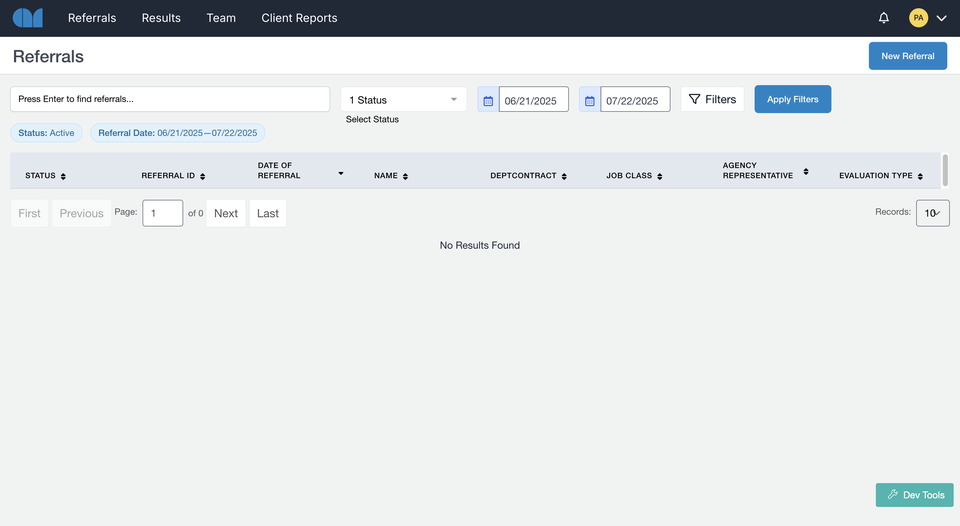 Referrals Results Team Client Reports PA
Referrals New Referral
Press Enter to find referrals... 1 Status 06/21/2025 07/22/2025 Filters Apply Filters
Select Status
Status: Active Referral Date: 06/21/2025—07/22/2025
STATUS REFERRAL ID DATE OF REFERRAL NAME DEPTCONTRACT JOB CLASS AGENCY REPRESENTATIVE EVALUATION TYPE
First Previous Page: 1 of 0 Next Last Records: 10
No Results Found
Dev Tools